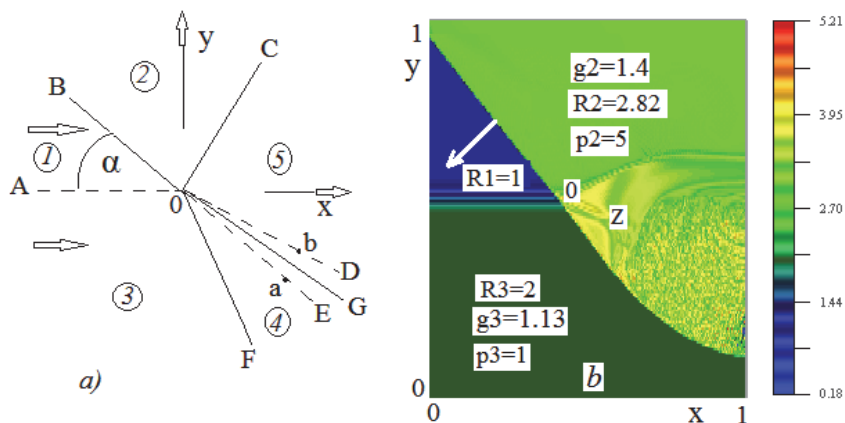 y
C
B
2
1
α
A
0
x
5
b
3
a
D
G
4
E
F
a)
1
y
g2=1.4
R2=2.82
p2=5
R1=1
0
z
R3=2
g3=1.13
p3=1
b
0
0
x
1
5.21
3.95
2.70
1.44
0.18